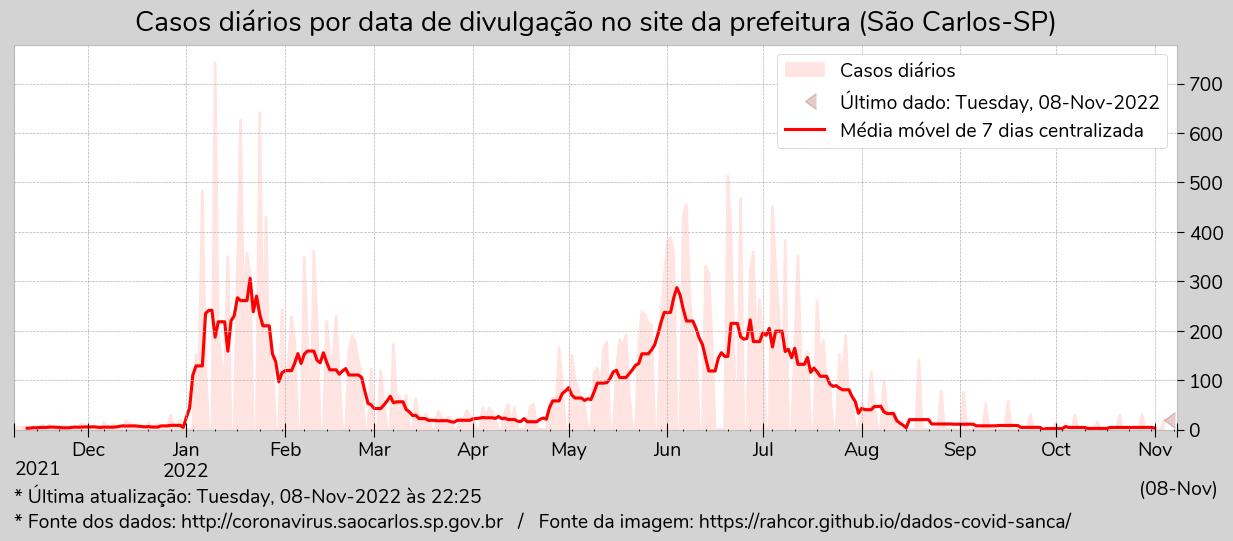 Casos diários por data de divulgação no site da prefeitura (São Carlos-SP)
Casos diários
Último dado: Tuesday, 08-Nov-2022
Média móvel de 7 dias centralizada
700
600
500
400
300
200
100
0
Dec Jan Feb Mar Apr May Jun Jul Aug Sep Oct Nov
2021 2022
(08-Nov)
* Última atualização: Tuesday, 08-Nov-2022 às 22:25
* Fonte dos dados: http://coronavirus.saocarlos.sp.gov.br / Fonte da imagem: https://rahcor.github.io/dados-covid-sanca/